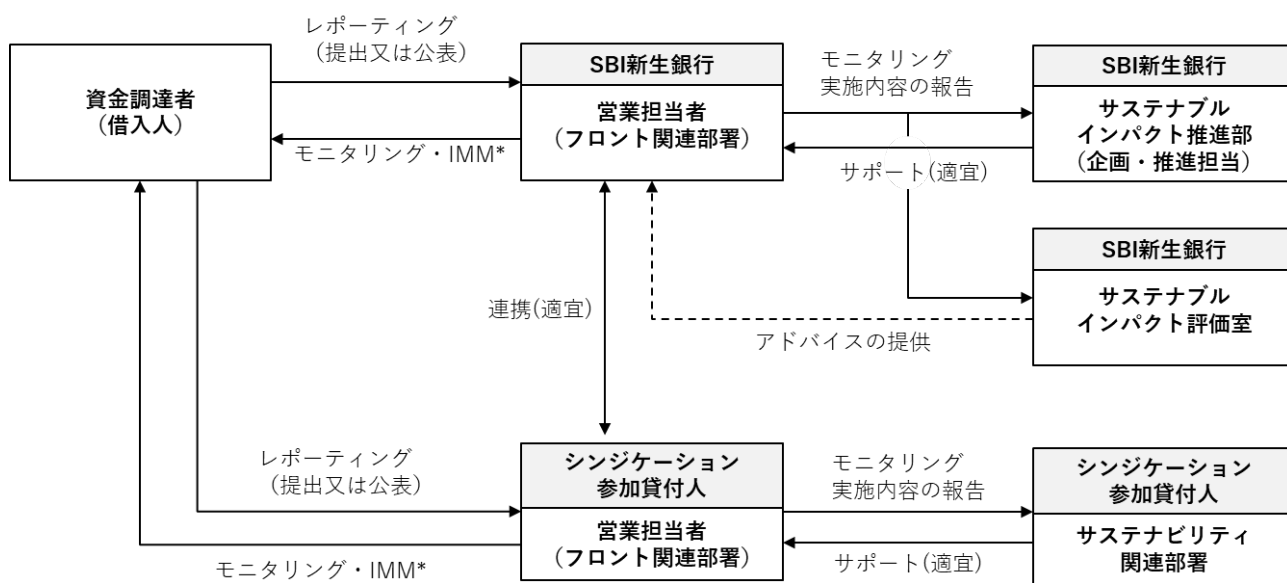 レポーティング
（提出又は公表）
資金調達者
（借入人）
モニタリング・IMM*
SBI新生銀行
営業担当者
（フロント関連部署）
モニタリング
実施内容の報告
サポート(適宜)
SBI新生銀行
サステナブル
インパクト推進部
(企画・推進担当)
SBI新生銀行
サステナブル
インパクト評価室
アドバイスの提供
連携(適宜)
レポーティング
（提出又は公表）
モニタリング・IMM*
シンジケーション
参加貸付人
営業担当者
（フロント関連部署）
モニタリング
実施内容の報告
サポート(適宜)
シンジケーション
参加貸付人
サステナビリティ
関連部署